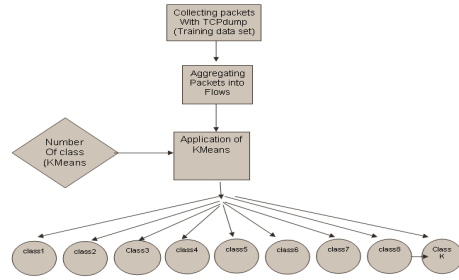 Collecting packets
With TCPdump
(Training data set)
Aggregating
Packets into
Flows
Number
Of class
(KMeans
Application of
KMeans
class1
class2
Class3
class4
class5
class6
class7
class8
Class
K